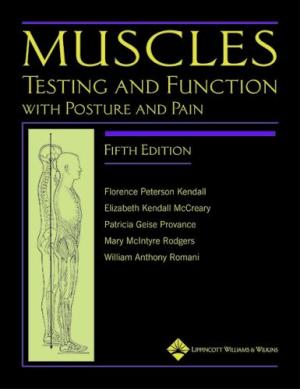 MUSCLES
TESTING AND FUNCTION
WITH POSTURE AND PAIN
FIFTH EDITION
Florence Peterson Kendall
Elizabeth Kendall McCreary
Patricia Geise Provance
Mary McIntyre Rodgers
William Anthony Romani
LIPPINCOTT WILLIAMS & WILKINS